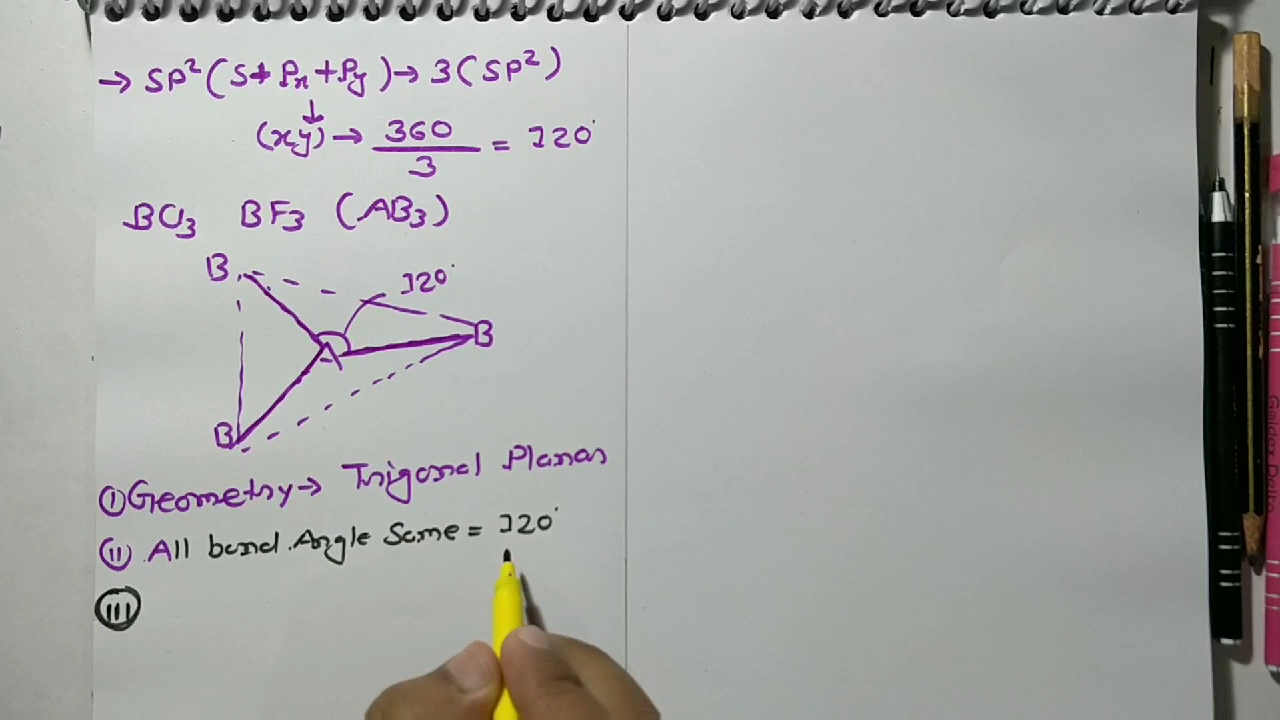 → SP² (S + Px + Py) → 3 (SP²)
(xy) → 360/3 = 120°
BCl3 BF3 (AB3)
B
120°
B
A
B
① Geometry → Trigonal Planar
(II) All bond Angle Same = 120°
(III)